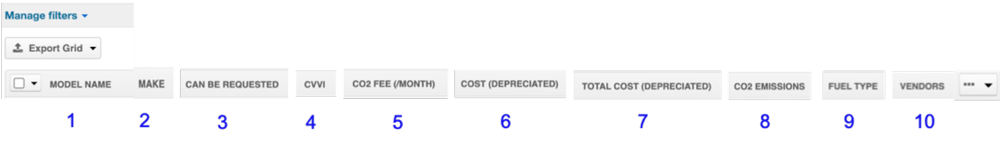 Manage filters
Export Grid
MODEL NAME MAKE CAN BE REQUESTED CVVI CO2 FEE (/MONTH) COST (DEPRECIATED) TOTAL COST (DEPRECIATED) CO2 EMISSIONS FUEL TYPE VENDORS •••
1 2 3 4 5 6 7 8 9 10